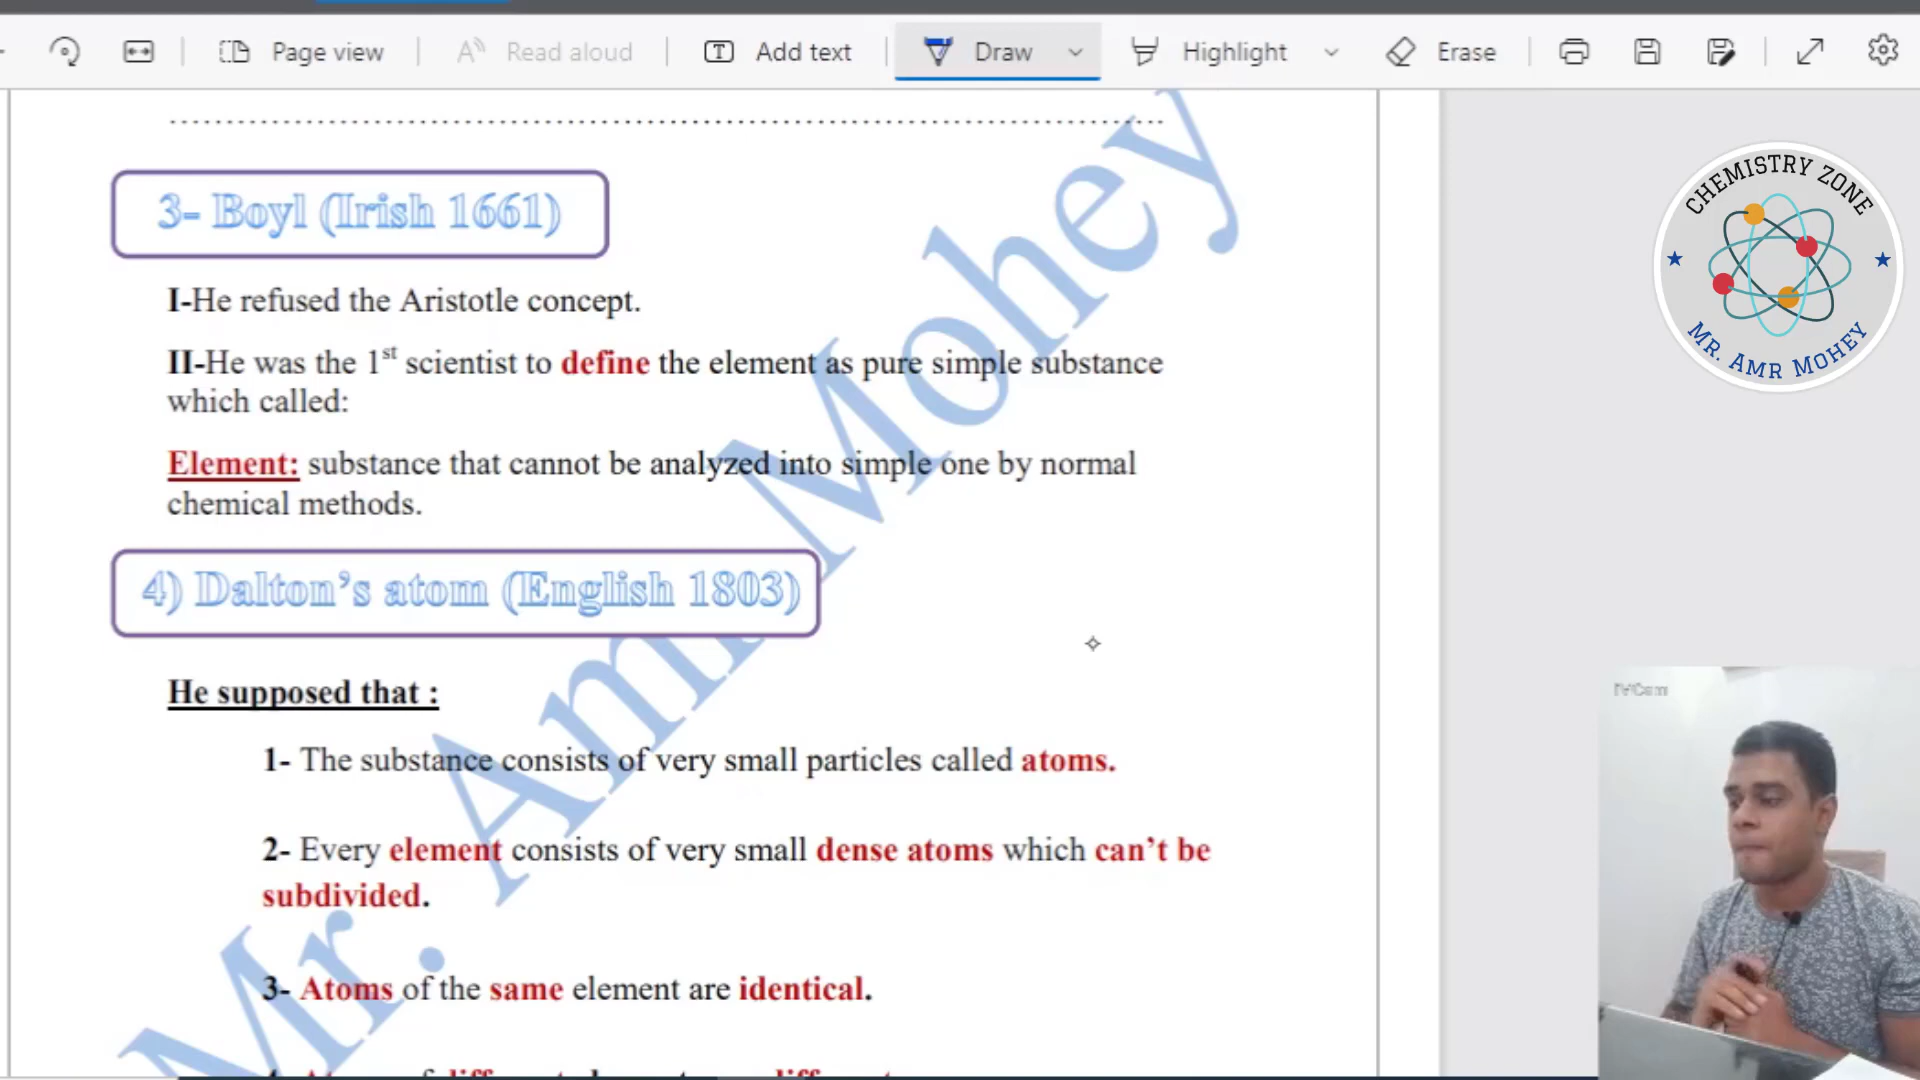 Page view
Read aloud
Add text
Draw
Highlight
Erase
3- Boyl (Irish 1661)
I-He refused the Aristotle concept.
II-He was the 1st scientist to define the element as pure simple substance
which called:
Element: substance that cannot be analyzed into simple one by normal
chemical methods.
4) Dalton's atom (English 1803)
He supposed that :
1- The substance consists of very small particles called atoms.
2- Every element consists of very small dense atoms which can't be
subdivided.
3- Atoms of the same element are identical.
Mr. Amr Mohey
CHEMISTRY ZONE
MR. AMR MOHEY